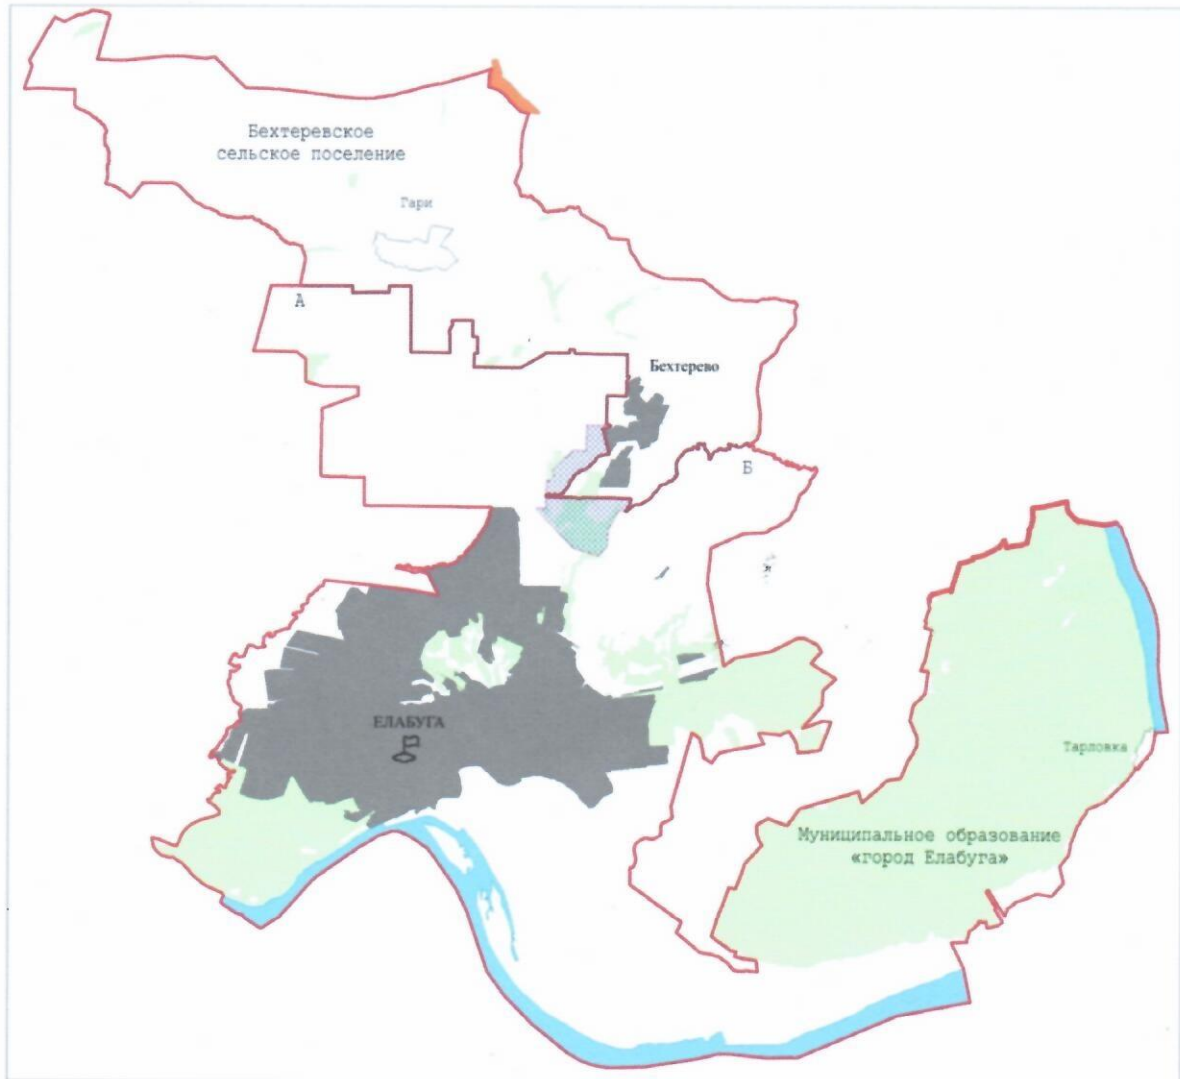 Бехтеревское
сельское поселение
Гари
А
Бехтерево
Б
ЕЛАБУГА
Тарловка
Муниципальное образование
«город Елабуга»